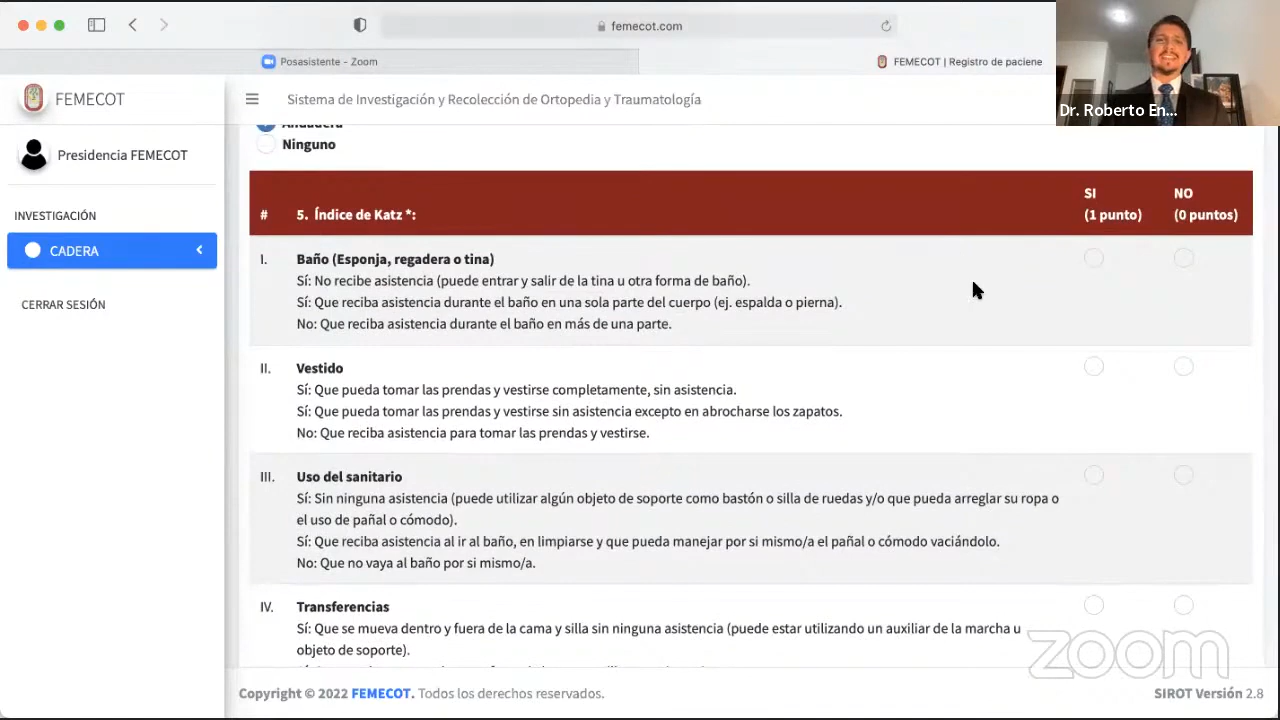 femecot.com
Posasistente - Zoom
FEMECOT | Registro de paciene
Dr. Roberto En...
FEMECOT
Sistema de Investigación y Recolección de Ortopedia y Traumatología
Presidencia FEMECOT
INVESTIGACIÓN
CADERA
CERRAR SESIÓN
Andadera
Ninguno
# 5. Índice de Katz *: SI (1 punto) NO (0 puntos)
I. Baño (Esponja, regadera o tina)
Sí: No recibe asistencia (puede entrar y salir de la tina u otra forma de baño).
Sí: Que reciba asistencia durante el baño en una sola parte del cuerpo (ej. espalda o pierna).
No: Que reciba asistencia durante el baño en más de una parte.
II. Vestido
Sí: Que pueda tomar las prendas y vestirse completamente, sin asistencia.
Sí: Que pueda tomar las prendas y vestirse sin asistencia excepto en abrocharse los zapatos.
No: Que reciba asistencia para tomar las prendas y vestirse.
III. Uso del sanitario
Sí: Sin ninguna asistencia (puede utilizar algún objeto de soporte como bastón o silla de ruedas y/o que pueda arreglar su ropa o
el uso de pañal o cómodo).
Sí: Que reciba asistencia al ir al baño, en limpiarse y que pueda manejar por si mismo/a el pañal o cómodo vaciándolo.
No: Que no vaya al baño por si mismo/a.
IV. Transferencias
Sí: Que se mueva dentro y fuera de la cama y silla sin ninguna asistencia (puede estar utilizando un auxiliar de la marcha u
objeto de soporte).
zoom
Copyright © 2022 FEMECOT. Todos los derechos reservados.
SIROT Versión 2.8